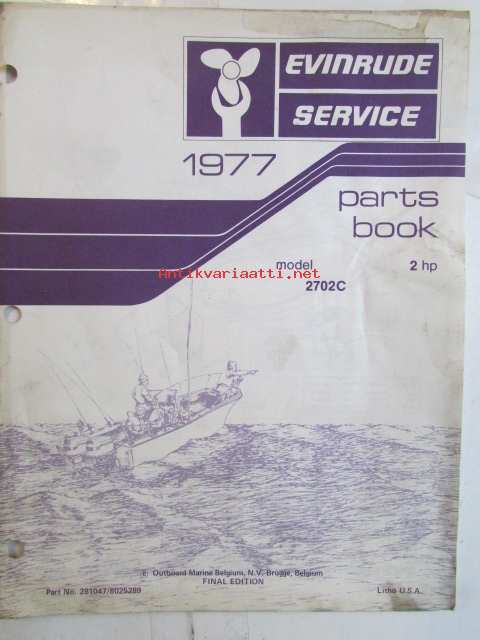 EVINRUDE
SERVICE
1977
parts
book
model 2 hp
2702C
Antikvariaatti.net
Outboard Marine Belgium, N.V. Brugge, Belgium
FINAL EDITION
Part No. 281047/8025289 Litho U.S.A.